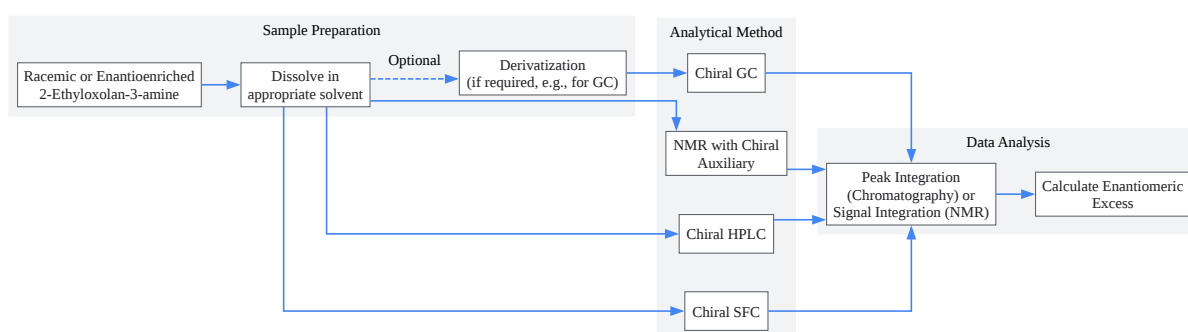 Sample Preparation
Racemic or Enantioenriched
2-Ethyloxolan-3-amine
Dissolve in
appropriate solvent
Optional
Derivatization
(if required, e.g., for GC)
Analytical Method
Chiral GC
NMR with Chiral
Auxiliary
Chiral HPLC
Chiral SFC
Data Analysis
Peak Integration
(Chromatography) or
Signal Integration (NMR)
Calculate Enantiomeric
Excess